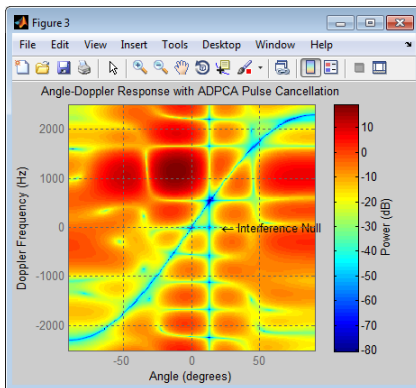 Figure 3
File Edit View Insert Tools Desktop Window Help
Angle-Doppler Response with ADPCA Pulse Cancellation
Doppler Frequency (Hz)
2000
1000
0
-1000
-2000
← Interference Null
-50
0
50
Angle (degrees)
10
0
-10
-20
-30
-40
-50
-60
-70
-80
Power (dB)